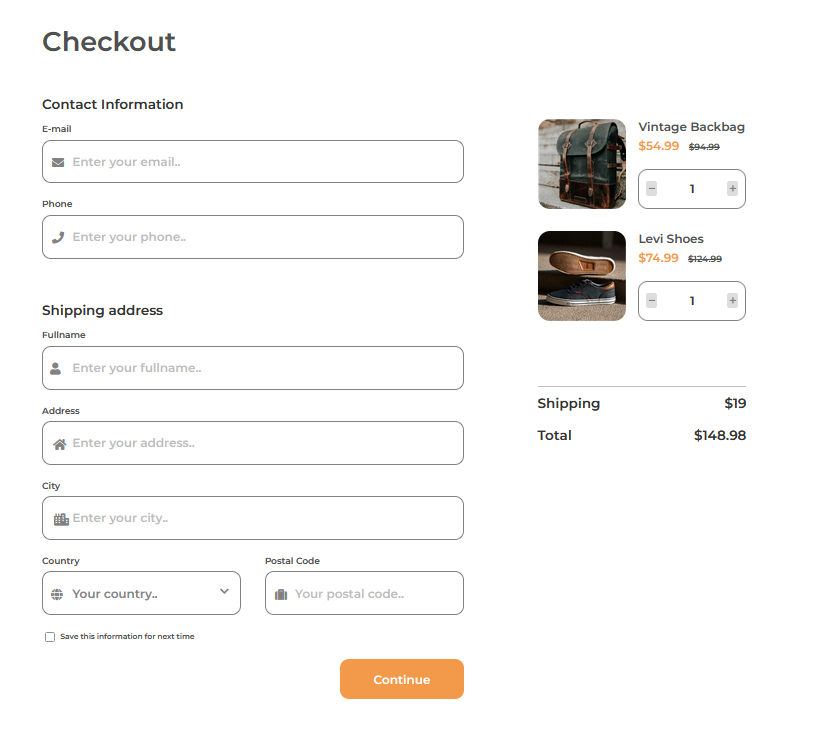 Checkout
Contact Information
E-mail
Enter your email..
Phone
Enter your phone..
Shipping address
Fullname
Enter your fullname..
Address
Enter your address..
City
Enter your city..
Country
Your country..
Postal Code
Your postal code..
Save this information for next time
Continue
Vintage Backbag
$54.99 $94.99
− 1 +
Levi Shoes
$74.99 $124.99
− 1 +
Shipping $19
Total $148.98